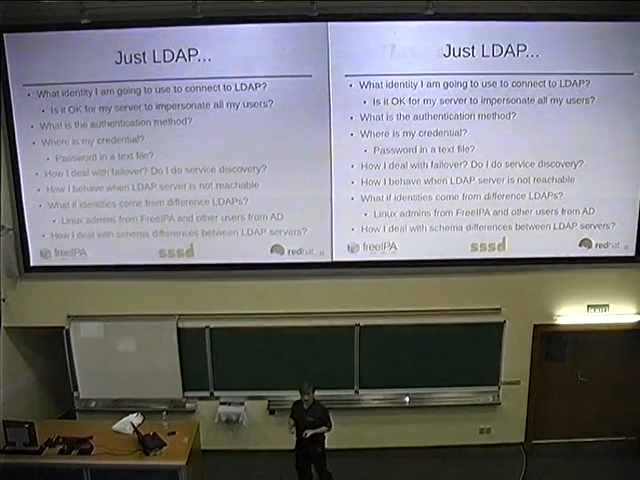 Just LDAP...
• What identity I am going to use to connect to LDAP?
• Is it OK for my server to impersonate all my users?
• What is the authentication method?
• Where is my credential?
• Password in a text file?
• How I deal with failover? Do I do service discovery?
• How I behave when LDAP server is not reachable
• What if identities come from difference LDAPs?
• Linux admins from FreeIPA and other users from AD
• How I deal with schema differences between LDAP servers?
freeIPA
sssd
redhat
Just LDAP...
• What identity I am going to use to connect to LDAP?
• Is it OK for my server to impersonate all my users?
• What is the authentication method?
• Where is my credential?
• Password in a text file?
• How I deal with failover? Do I do service discovery?
• How I behave when LDAP server is not reachable
• What if identities come from difference LDAPs?
• Linux admins from FreeIPA and other users from AD
• How I deal with schema differences between LDAP servers?
freeIPA
sssd
redhat